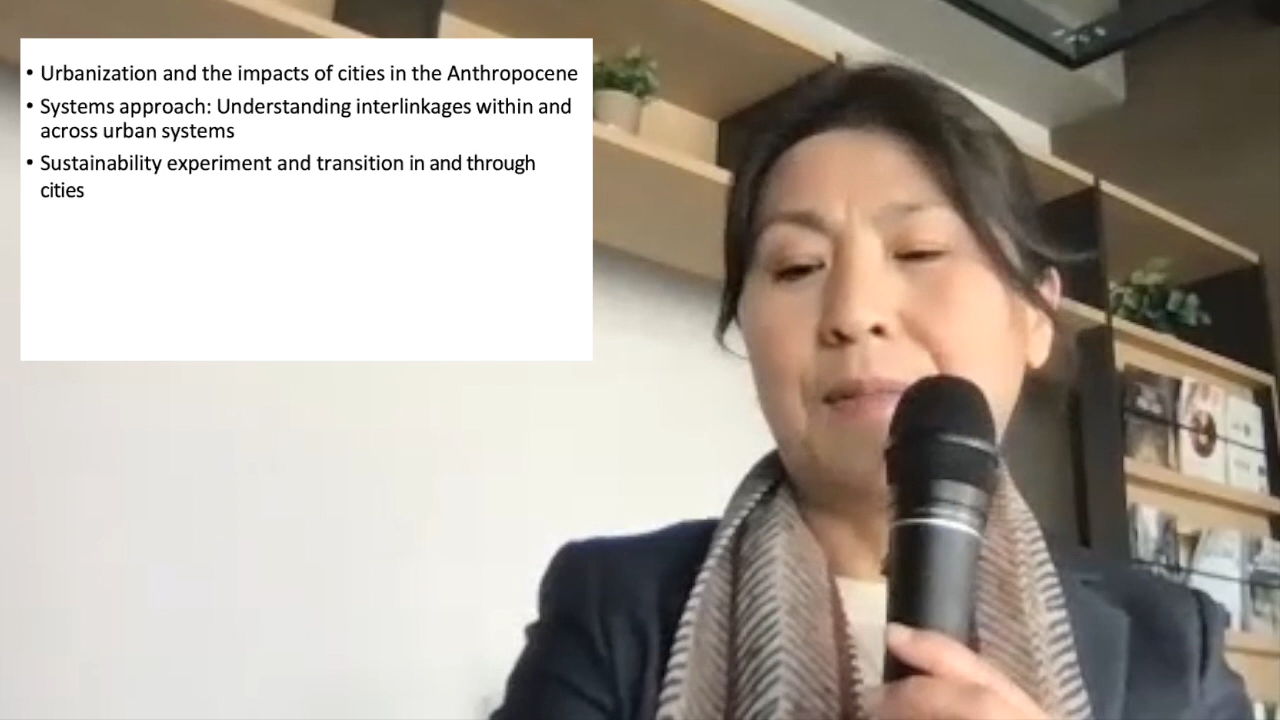 • Urbanization and the impacts of cities in the Anthropocene
• Systems approach: Understanding interlinkages within and
across urban systems
• Sustainability experiment and transition in and through
cities